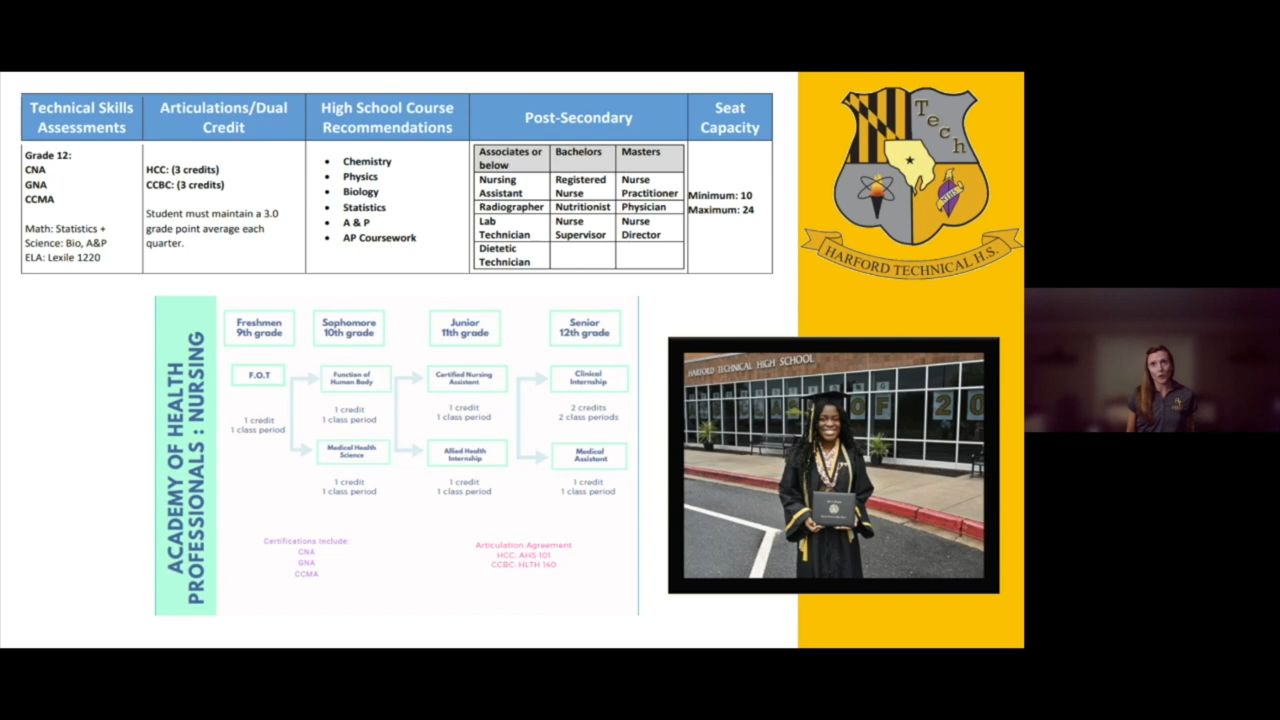 Technical Skills
Assessments
Articulations/Dual
Credit
High School Course
Recommendations
Post-Secondary
Seat
Capacity
Grade 12:
CNA
GNA
CCMA
Math: Statistics +
Science: Bio, A&P
ELA: Lexile 1220
HCC: (3 credits)
CCBC: (3 credits)
Student must maintain a 3.0
grade point average each
quarter.
• Chemistry
• Physics
• Biology
• Statistics
• A & P
• AP Coursework
Associates or
below
Bachelors
Masters
Nursing
Assistant
Registered
Nurse
Nurse
Practitioner
Radiographer
Nutritionist
Physician
Lab
Technician
Nurse
Supervisor
Nurse
Director
Dietetic
Technician
Minimum: 10
Maximum: 24
Tech
HARFORD TECHNICAL H.S.
ACADEMY OF HEALTH
PROFESSIONALS : NURSING
Freshmen
9th grade
Sophomore
10th grade
Junior
11th grade
Senior
12th grade
F.O.T
1 credit
1 class period
Function of
Human Body
1 credit
1 class period
Medical Health
Science
1 credit
1 class period
Certified Nursing
Assistant
1 credit
1 class period
Allied Health
Internship
1 credit
1 class period
Clinical
Internship
2 credits
2 class periods
Medical
Assistant
1 credit
1 class period
Certifications Include:
CNA
GNA
CCMA
Articulation Agreement
HCC: AHS 101
CCBC: HLTH 140
HARFORD TECHNICAL HIGH SCHOOL
OF 20